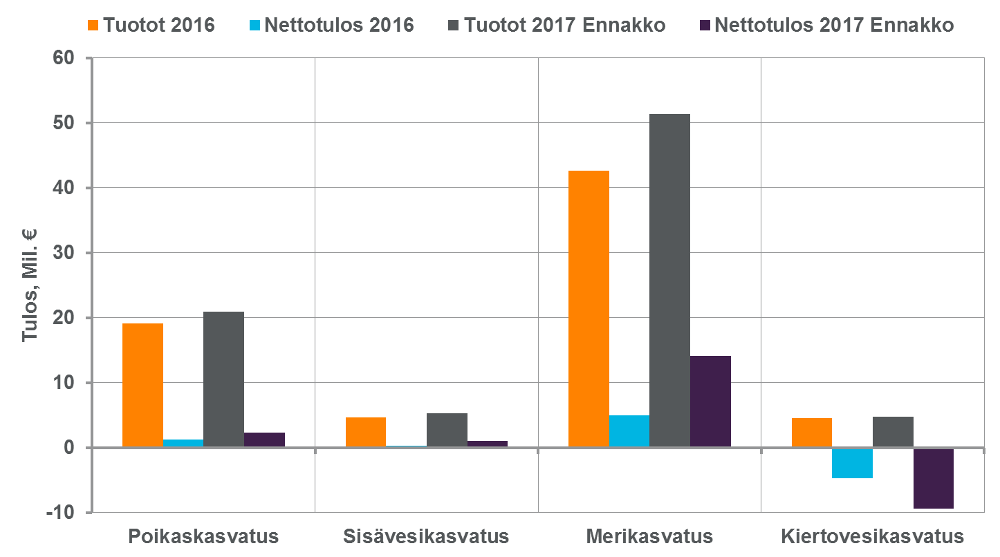 Tuotot 2016 Nettotulos 2016 Tuotot 2017 Ennakko Nettotulos 2017 Ennakko
60
50
40
30
20
10
0
-10
Tulos, Mil. €
Poikaskasvatus Sisävesikasvatus Merikasvatus Kiertovesikasvatus